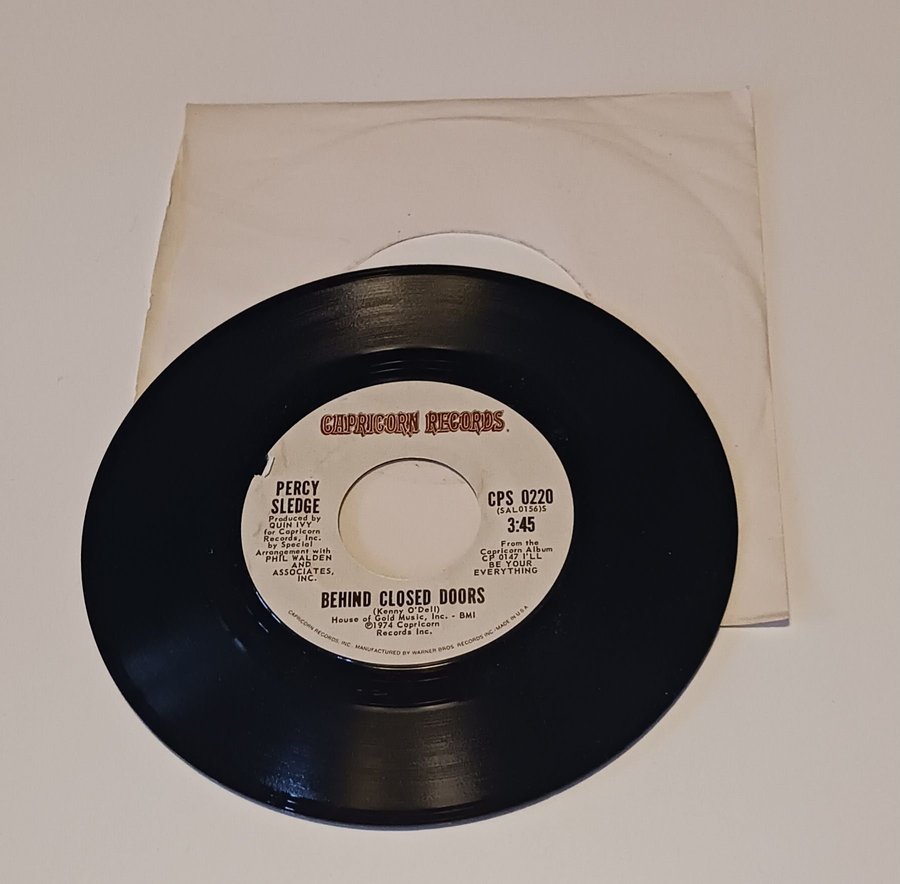 CAPRICORN RECORDS.
PERCY
SLEDGE
Produced by
QUIN IVY
for Capricorn
Records, Inc.
by Special
Arrangement with
PHIL WALDEN
AND
ASSOCIATES,
INC.
CPS 0220
(SAL0156)S
3:45
From the
Capricorn Album
CP 0147 I'LL
BE YOUR
EVERYTHING
BEHIND CLOSED DOORS
(Kenny O'Dell)
House of Gold Music, Inc. - BMI
℗1974 Capricorn
Records Inc.
CAPRICORN RECORDS, INC., MANUFACTURED BY WARNER BROS. RECORDS INC. · MADE IN U.S.A.